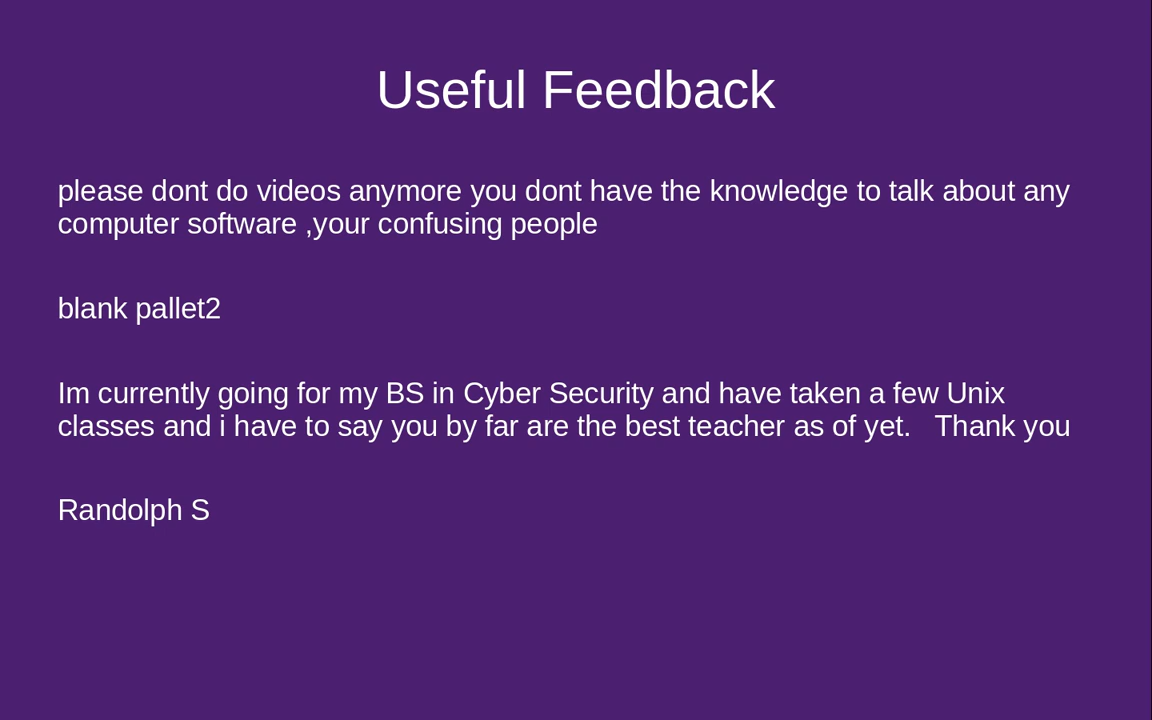 Useful Feedback
please dont do videos anymore you dont have the knowledge to talk about any
computer software ,your confusing people
blank pallet2
Im currently going for my BS in Cyber Security and have taken a few Unix
classes and i have to say you by far are the best teacher as of yet.   Thank you
Randolph S